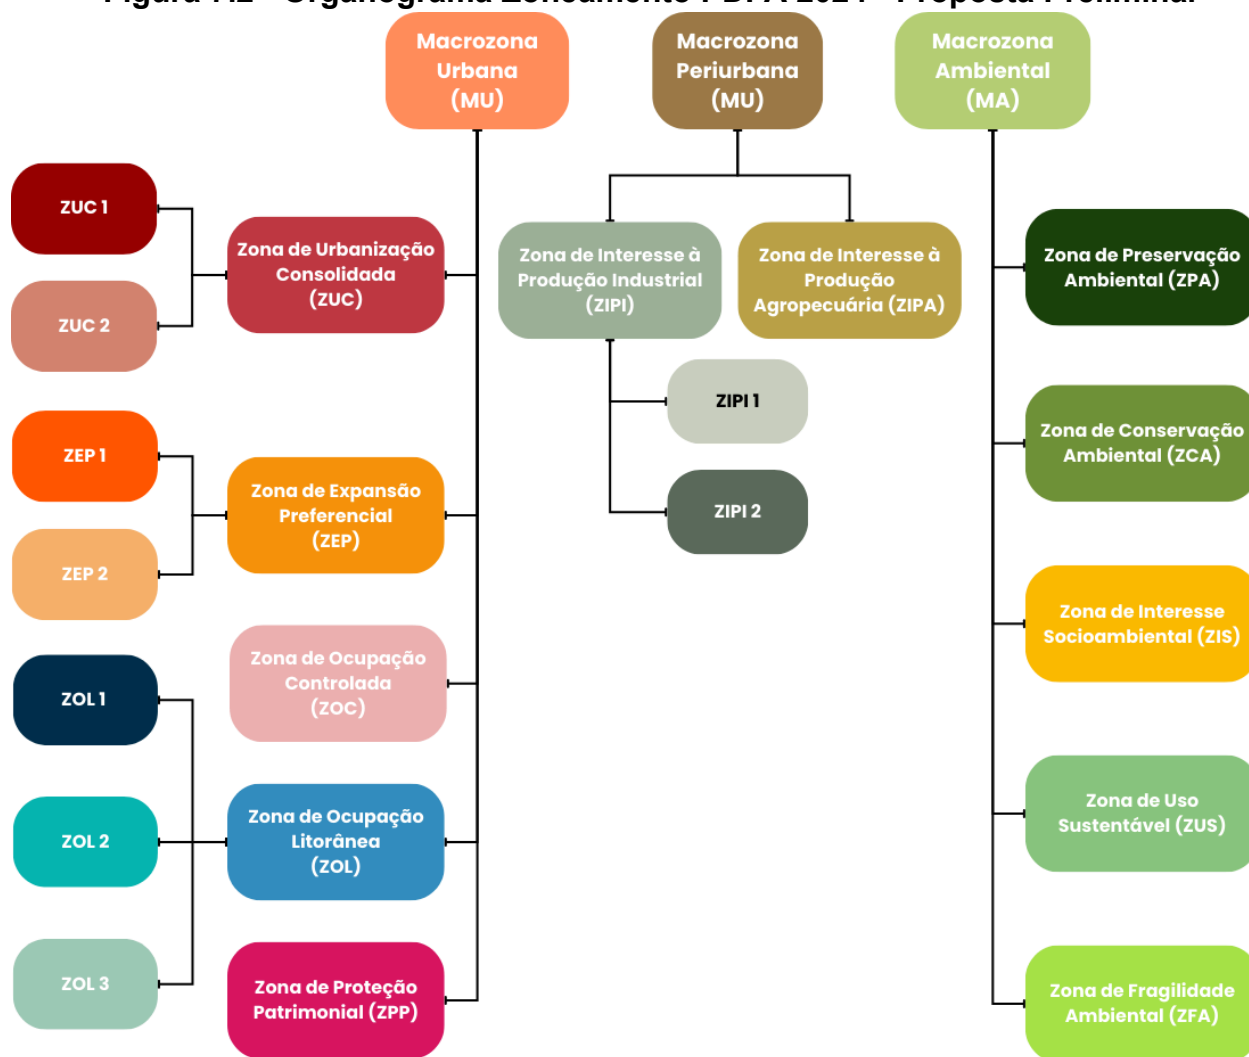 Macrozona
Urbana
(MU)
Macrozona
Periurbana
(MU)
Macrozona
Ambiental
(MA)
ZUC 1
ZUC 2
Zona de Urbanização
Consolidada
(ZUC)
ZEP 1
ZEP 2
Zona de Expansão
Preferencial
(ZEP)
Zona de Ocupação
Controlada
(ZOC)
ZOL 1
ZOL 2
ZOL 3
Zona de Ocupação
Litorânea
(ZOL)
Zona de Proteção
Patrimonial (ZPP)
Zona de Interesse à
Produção Industrial
(ZIPI)
Zona de Interesse à
Produção
Agropecuária (ZIPA)
ZIPI 1
ZIPI 2
Zona de Preservação
Ambiental (ZPA)
Zona de Conservação
Ambiental (ZCA)
Zona de Interesse
Socioambiental (ZIS)
Zona de Uso
Sustentável (ZUS)
Zona de Fragilidade
Ambiental (ZFA)